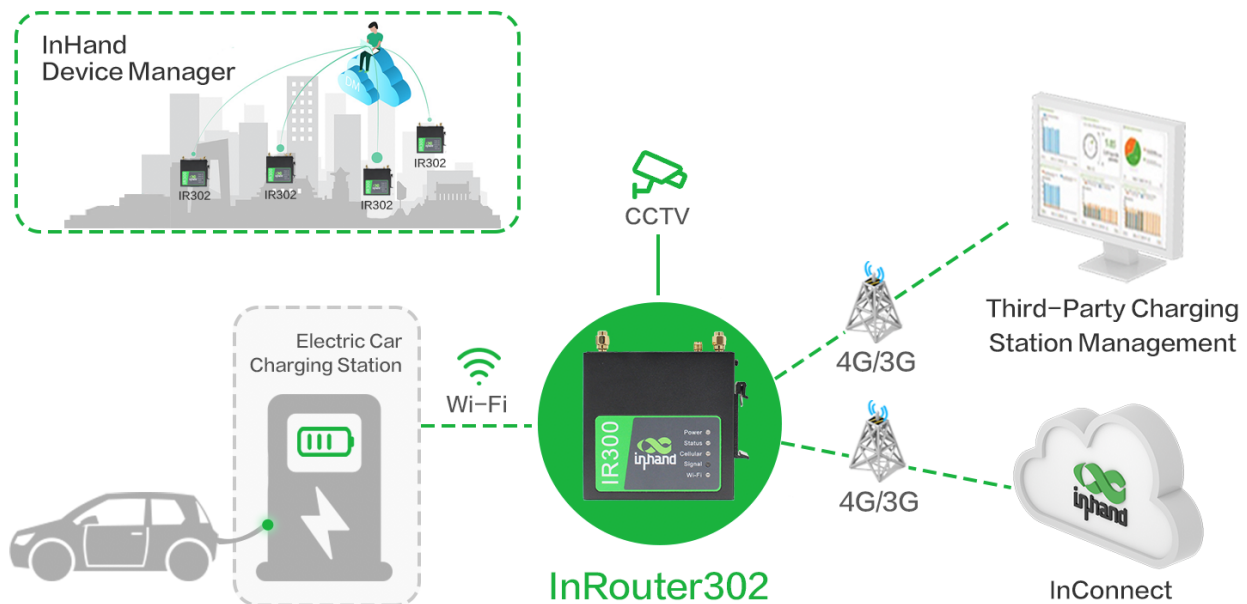 InHand
Device Manager
DM
IR302
IR302
IR302
IR302
CCTV
Electric Car
Charging Station
Wi-Fi
IR300
inhand
Power
Status
Cellular
Signal
Wi-Fi
InRouter302
4G/3G
Third-Party Charging
Station Management
4G/3G
inhand
InConnect